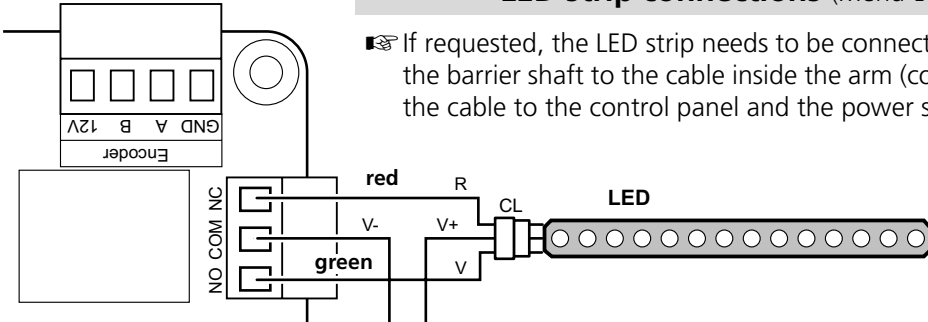 LED strip connections (menu
☞ If requested, the LED strip needs to be connect
the barrier shaft to the cable inside the arm (co
the cable to the control panel and the power s
12V B A GND
Encoder
NC
COM
NO
red
R
CL
LED
V-
V+
green
V